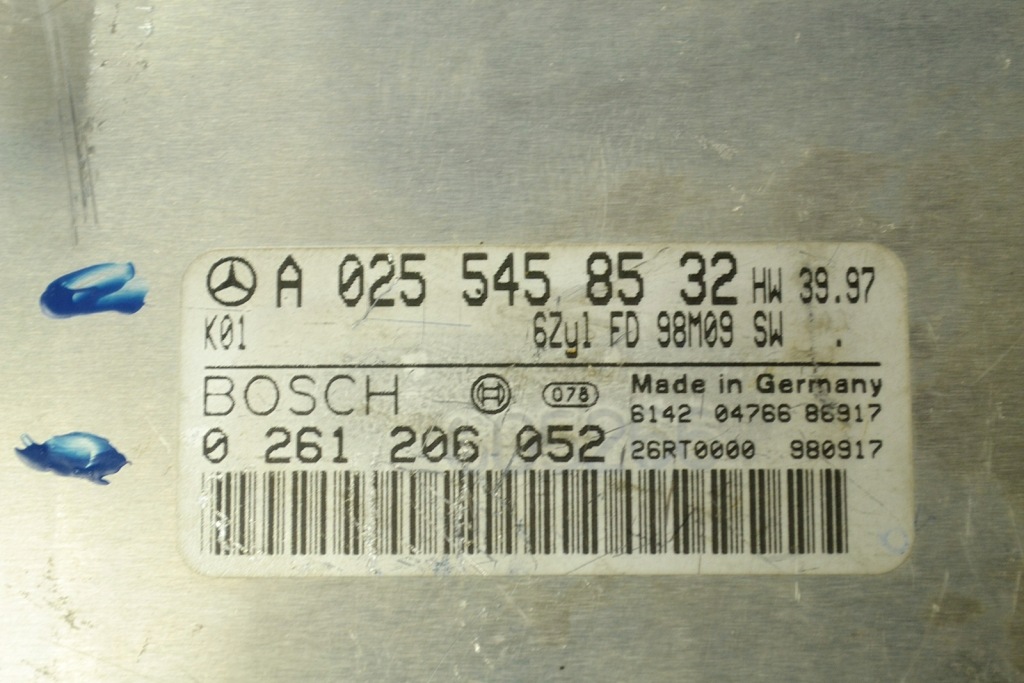 A 025 545 85 32 HW 39.97
K01 6Zyl FD 98M09 SW .
BOSCH 078 Made in Germany
6142 04766 86917
0 261 206 052 26RT0000 980917